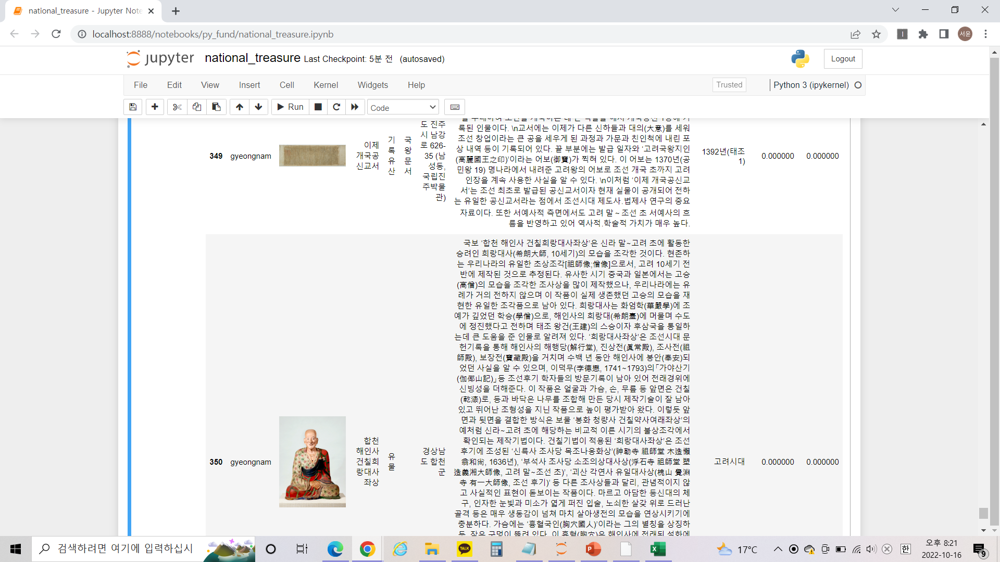 national_treasure - Jupyter Note
localhost:8888/notebooks/py_fund/national_treasure.ipynb
서윤
jupyter national_treasure Last Checkpoint: 5분 전 (autosaved)
Logout
File Edit View Insert Cell Kernel Widgets Help
Trusted
Python 3 (ipykernel)
Run
Code
349
gyeongnam
이제
개국공
신교서
기
록
유
산
국
왕
문
서
도 진주
시 남강
로 626-
35 (남
성동,
국립진
주박물
관)
록된 인물이다. \n교서에는 이제가 다른 신하들과 대의(大意)를 세워
조선 창업이라는 큰 공을 세우게 된 과정과 가문과 친인척에 내린 포
상 내역 등이 기록되어 있다. 끝 부분에는 발급 일자와 ‘고려국왕지인
(高麗國王之印)’이라는 어보(御寶)가 찍혀 있다. 이 어보는 1370년(공
민왕 19) 명나라에서 내려준 고려왕의 어보로 조선 개국 초까지 고려
인장을 계속 사용한 사실을 알 수 있다. \n이처럼 ‘이제 개국공신교
서’는 조선 최초로 발급된 공신교서이자 현재 실물이 공개되어 전하
는 유일한 공신교서라는 점에서 조선시대 제도사.법제사 연구의 중요
자료이다. 또한 서예사적 측면에서도 고려 말 ~ 조선 초 서예사의 흐
름을 반영하고 있어 역사적.학술적 가치가 매우 높다.
1392년(태조
1)
0.000000
0.000000
350
gyeongnam
합천
해인사
건칠희
랑대사
좌상
유
물
경상남
도 합천
군
국보 ‘합천 해인사 건칠희랑대사좌상’은 신라 말~고려 초에 활동한
승려인 희랑대사(希朗大師, 10세기)의 모습을 조각한 것이다. 현존하
는 우리나라의 유일한 초상조각[祖師像;僧像]으로서, 고려 10세기 전
반에 제작된 것으로 추정된다. 유사한 시기 중국과 일본에서는 고승
(高僧)의 모습을 조각한 조사상을 많이 제작했으나, 우리나라에는 유
례가 거의 전하지 않으며 이 작품이 실제 생존했던 고승의 모습을 재
현한 유일한 조각품으로 남아 있다. 희랑대사는 화엄학(華嚴學)에 조
예가 깊었던 학승(學僧)으로, 해인사의 희랑대(希朗臺)에 머물며 수도
에 정진했다고 전하며 태조 왕건(王建)의 스승이자 후삼국을 통일하
는데 큰 도움을 준 인물로 알려져 있다. ‘희랑대사좌상’은 조선시대 문
헌기록을 통해 해인사의 해행당(解行堂), 진상전(眞常殿), 조사전(祖
師殿), 보장전(寶藏殿)을 거치며 수백 년 동안 해인사에 봉안(奉安)되
었던 사실을 알 수 있으며, 이덕무(李德懋, 1741~1793)의「가야산기
(伽倻山記)」등 조선후기 학자들의 방문기록이 남아 있어 전래경위에
신빙성을 더해준다. 이 작품은 얼굴과 가슴, 손, 무릎 등 앞면은 건칠
(乾漆)로, 등과 바닥은 나무를 조합해 만든 당시 제작기술이 잘 남아
있고 뛰어난 조형성을 지닌 작품으로 높이 평가받아 왔다. 이렇듯 앞
면과 뒷면을 결합한 방식은 보물 ‘봉화 청량사 건칠약사여래좌상’의
예처럼 신라~고려 초에 해당하는 비교적 이른 시기의 불상조각에서
확인되는 제작기법이다. 건칠기법이 적용된 ‘희랑대사좌상’은 조선
후기에 조성된 ‘신륵사 조사당 목조나옹화상’(神勒寺 祖師堂 木造懶
翁和尙, 1636년), ‘부석사 조사당 소조의상대사상(浮石寺 祖師堂 塑
造義湘大師像, 고려 말~조선 초)’, ‘괴산 각연사 유일대사상(槐山 覺淵
寺 有一大師像, 조선 후기)’ 등 다른 조사상들과 달리, 관념적이지 않
고 사실적인 표현이 돋보이는 작품이다. 마르고 아담한 등신대의 체
구, 인자한 눈빛과 미소가 엷게 퍼진 입술, 노쇠한 살갗 위로 드러난
골격 등은 매우 생동감이 넘쳐 마치 살아생전의 모습을 연상시키기에
충분하다. 가슴에는 ‘흉혈국인(胸穴國人)’이라는 그의 별칭을 상징하
듯, 작은 구멍이 뚫려 있다. 이 흉혈(胸穴)은 해인사에 전래된 설화에
고려시대
0.000000
0.000000
검색하려면 여기에 입력하십시
TALK
17°C
한
오후 8:21
2022-10-16
9